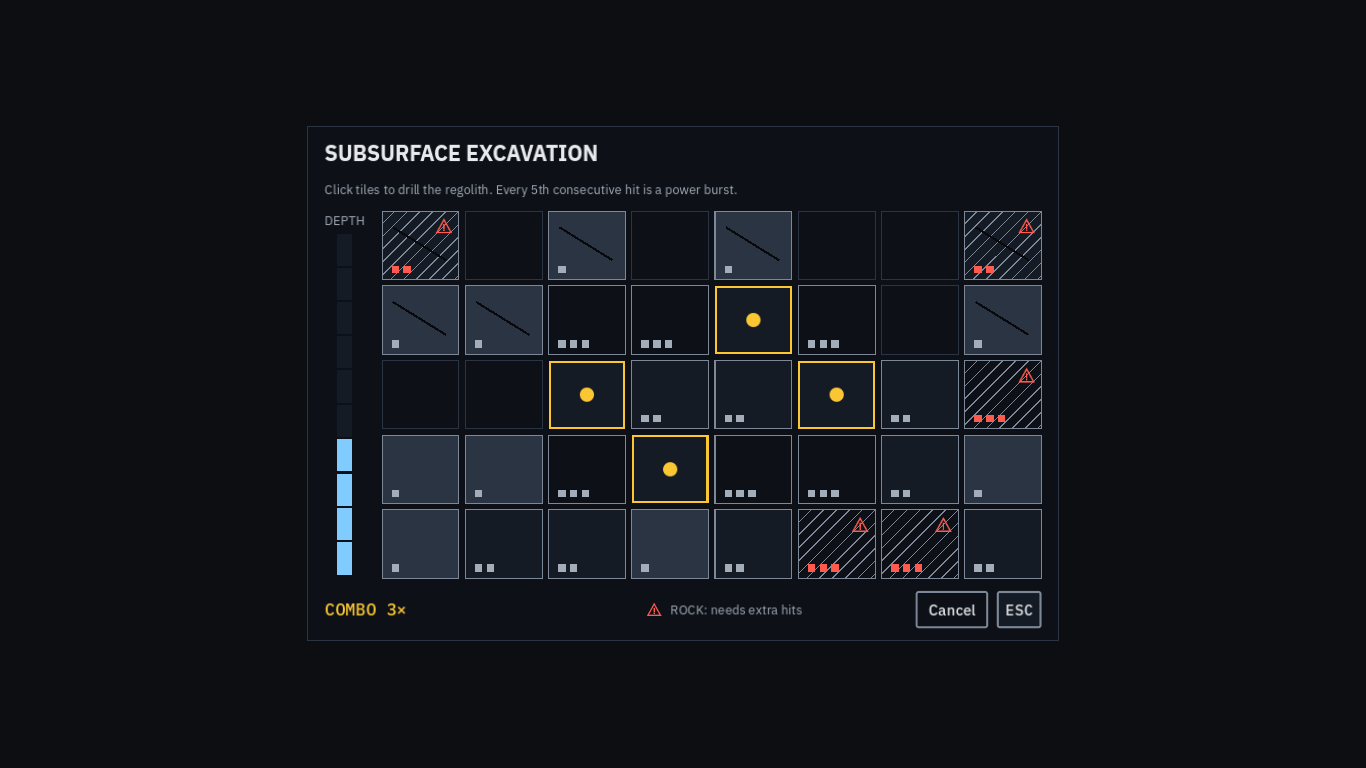 SUBSURFACE EXCAVATION
Click tiles to drill the regolith. Every 5th consecutive hit is a power burst.
DEPTH
COMBO 3×
ROCK: needs extra hits
Cancel
ESC